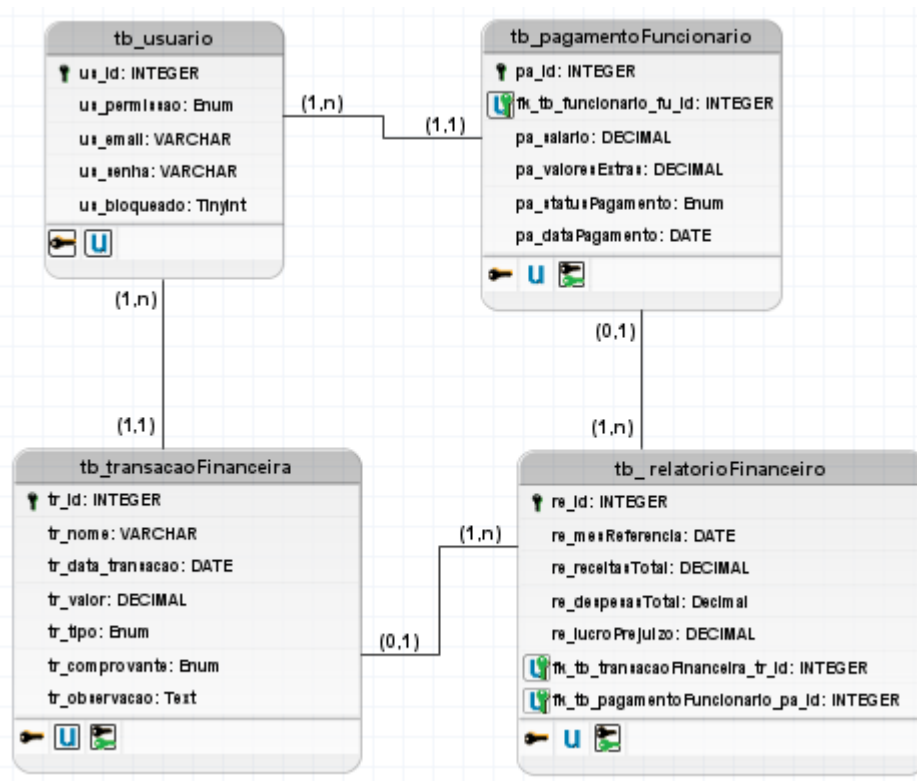 tb_usuario
us_id: INTEGER
us_permissao: Enum
us_email: VARCHAR
us_senha: VARCHAR
us_bloqueado: TinyInt
U
(1,n)
(1,1)
tb_pagamentoFuncionario
pa_id: INTEGER
fk_tb_funcionario_fu_id: INTEGER
pa_salario: DECIMAL
pa_valoresExtras: DECIMAL
pa_statusPagamento: Enum
pa_dataPagamento: DATE
U
(1,n)
(1,1)
(0,1)
(1,n)
tb_transacaoFinanceira
tr_id: INTEGER
tr_nome: VARCHAR
tr_data_transacao: DATE
tr_valor: DECIMAL
tr_tipo: Enum
tr_comprovante: Enum
tr_observacao: Text
U
(0,1)
(1,n)
tb_relatorioFinanceiro
re_id: INTEGER
re_mesReferencia: DATE
re_receitasTotal: DECIMAL
re_despesasTotal: Decimal
re_lucroPrejuizo: DECIMAL
fk_tb_transacaoFinanceira_tr_id: INTEGER
fk_tb_pagamentoFuncionario_pa_id: INTEGER
U